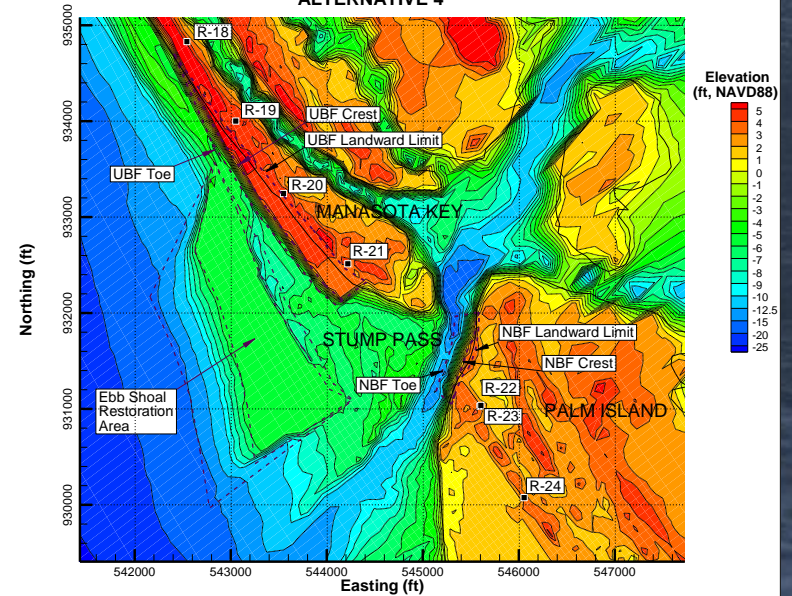 ALTERNATIVE 4
R-18
R-19
UBF Crest
UBF Landward Limit
UBF Toe
R-20
MANASOTA KEY
R-21
STUMP PASS
NBF Landward Limit
NBF Crest
NBF Toe
R-22
R-23
PALM ISLAND
Ebb Shoal
Restoration
Area
R-24
Northing (ft)
935000
934000
933000
932000
931000
930000
542000
543000
544000
545000
546000
547000
Easting (ft)
Elevation
(ft, NAVD88)
5
4
3
2
1
0
-1
-2
-3
-4
-5
-6
-7
-8
-9
-10
-12.5
-15
-20
-25